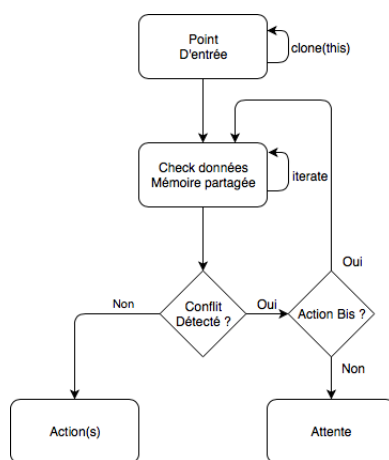 Point
D'entrée
clone(this)
Check données
Mémoire partagée
iterate
Oui
Non
Conflit
Détecté ?
Oui
Action Bis ?
Non
Action(s)
Attente